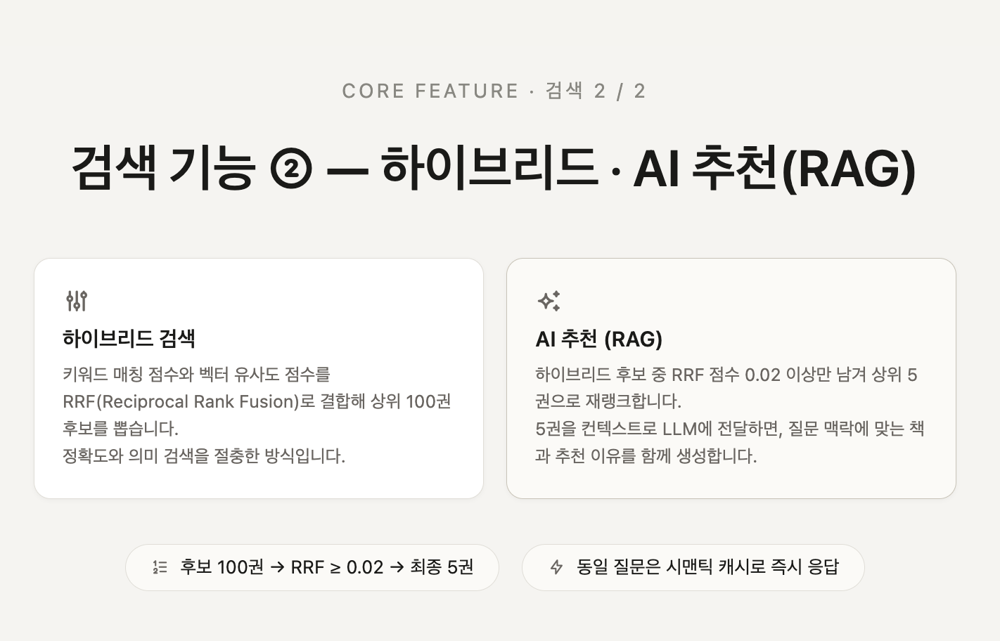 CORE FEATURE · 검색 2 / 2
검색 기능 ② — 하이브리드 · AI 추천(RAG)
하이브리드 검색
키워드 매칭 점수와 벡터 유사도 점수를
RRF(Reciprocal Rank Fusion)로 결합해 상위 100권
후보를 뽑습니다.
정확도와 의미 검색을 절충한 방식입니다.
AI 추천 (RAG)
하이브리드 후보 중 RRF 점수 0.02 이상만 남겨 상위 5
권으로 재랭크합니다.
5권을 컨텍스트로 LLM에 전달하면, 질문 맥락에 맞는 책
과 추천 이유를 함께 생성합니다.
후보 100권 → RRF ≥ 0.02 → 최종 5권
동일 질문은 시맨틱 캐시로 즉시 응답